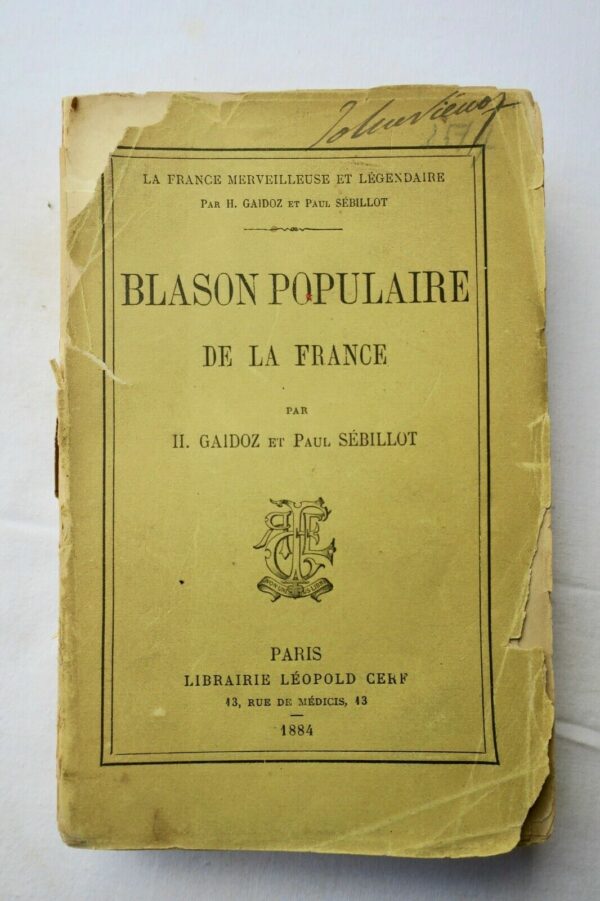 LA FRANCE MERVEILLEUSE ET LÉGENDAIRE
PAR H. GAIDOZ ET PAUL SÉBILLOT
BLASON POPULAIRE
DE LA FRANCE
PAR
H. GAIDOZ ET PAUL SÉBILLOT
PARIS
LIBRAIRIE LÉOPOLD CERF
13, RUE DE MÉDICIS, 13
1884